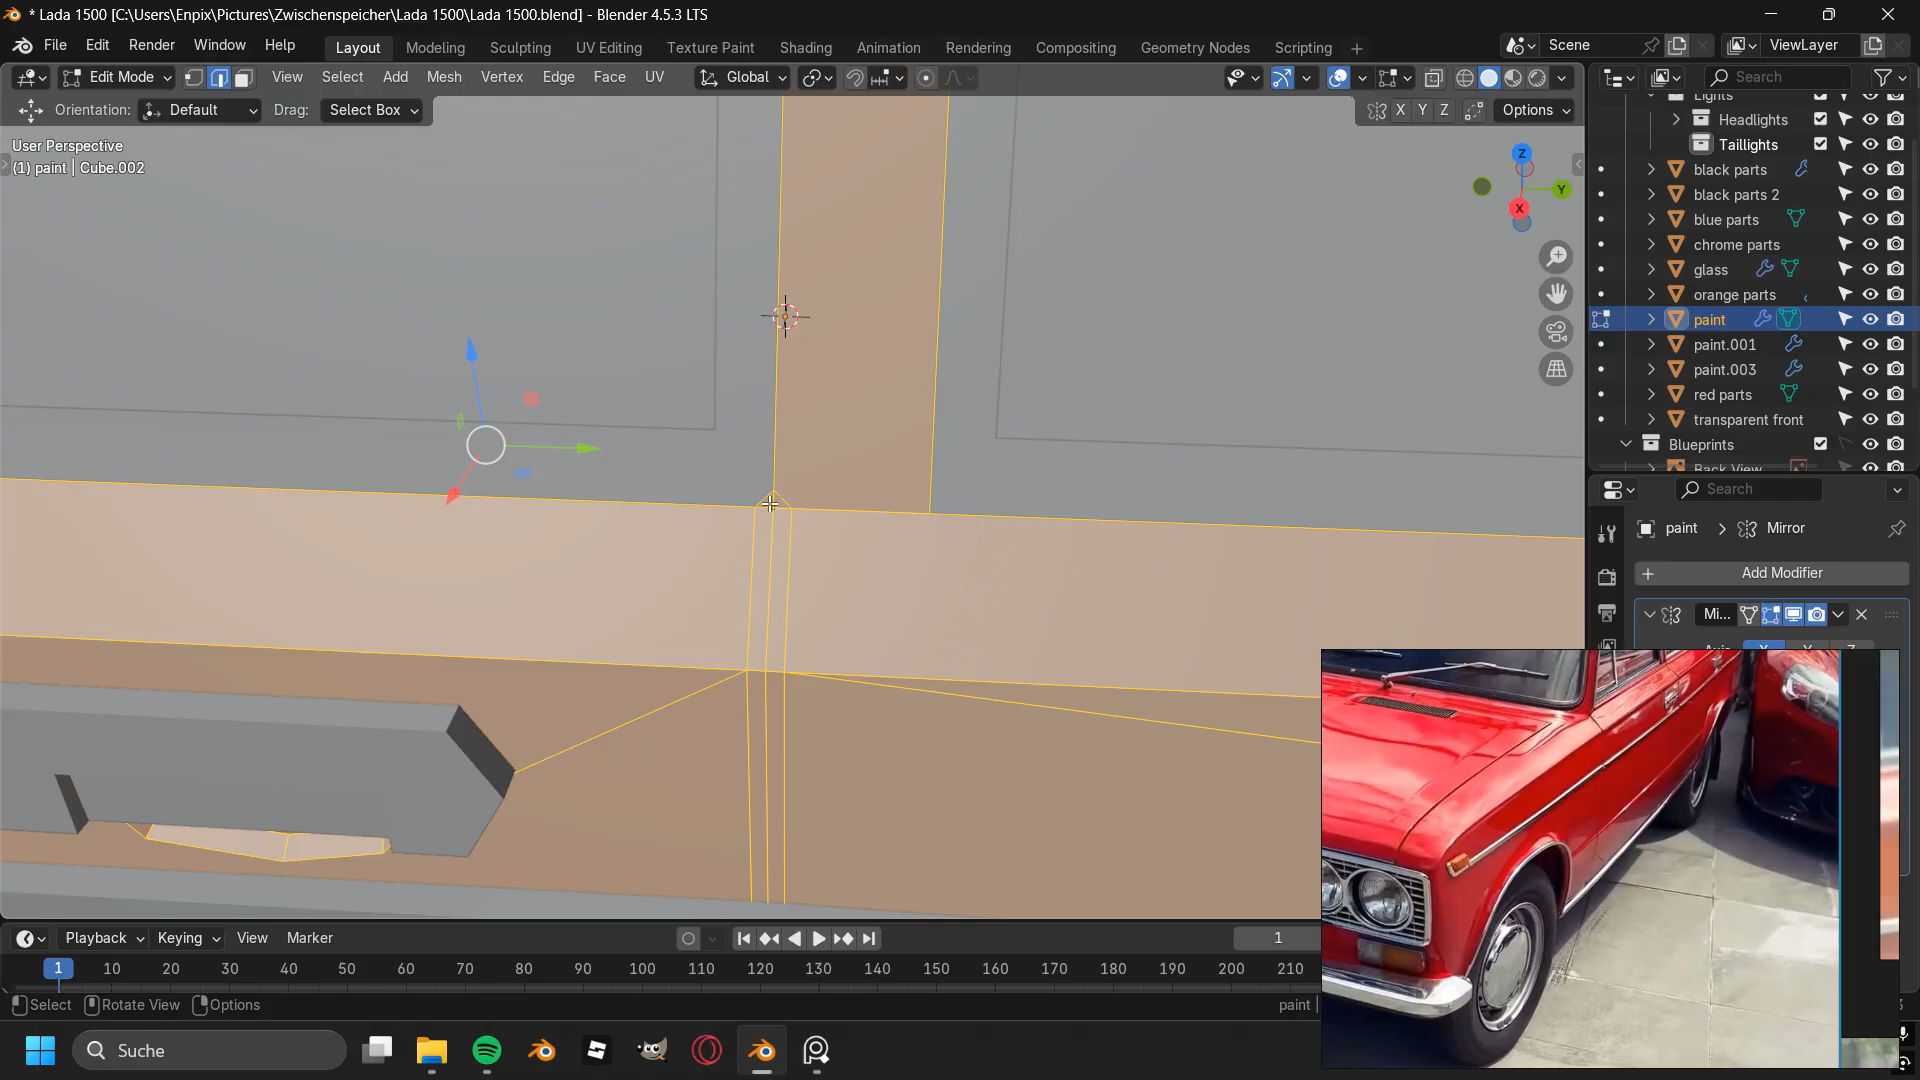 * Lada 1500 [C:\Users\Enpix\Pictures\Zwischenspeicher\Lada 1500\Lada 1500.blend] - Blender 4.5.3 LTS
File Edit Render Window Help
Layout Modeling Sculpting UV Editing Texture Paint Shading Animation Rendering Compositing Geometry Nodes Scripting +
Scene
ViewLayer
Edit Mode
View Select Add Mesh Vertex Edge Face UV
Global
Orientation: Default Drag: Select Box
X Y Z Options
User Perspective
(1) paint | Cube.002
Z
Y
X
Search
Lights
Headlights
Taillights
black parts
black parts 2
blue parts
chrome parts
glass
orange parts
paint
paint.001
paint.003
red parts
transparent front
Blueprints
Back View
Search
paint > Mirror
+ Add Modifier
Mi...
Axis X Y Z
Playback Keying View Marker
1
1 10 20 30 40 50 60 70 80 90 100 110 120 130 140 150 160 170 180 190 200 210
Select Rotate View Options
paint |
Suche